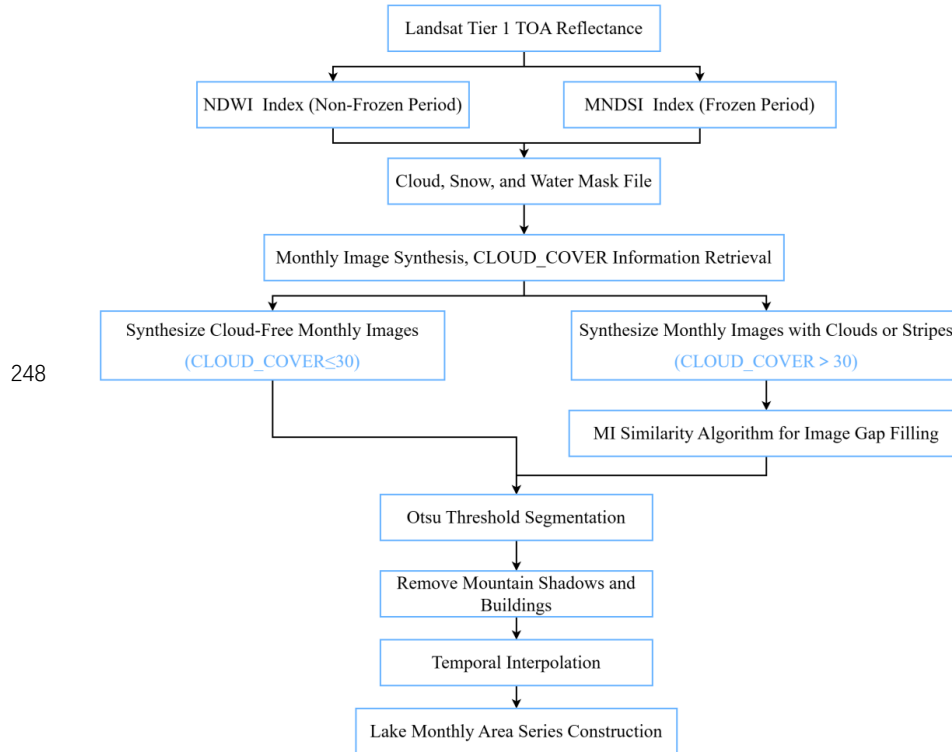 Landsat Tier 1 TOA Reflectance
NDWI Index (Non-Frozen Period)
MNDSI Index (Frozen Period)
Cloud, Snow, and Water Mask File
Monthly Image Synthesis, CLOUD_COVER Information Retrieval
Synthesize Cloud-Free Monthly Images
(CLOUD_COVER≤30)
Synthesize Monthly Images with Clouds or Stripes
(CLOUD_COVER > 30)
248
MI Similarity Algorithm for Image Gap Filling
Otsu Threshold Segmentation
Remove Mountain Shadows and
Buildings
Temporal Interpolation
Lake Monthly Area Series Construction